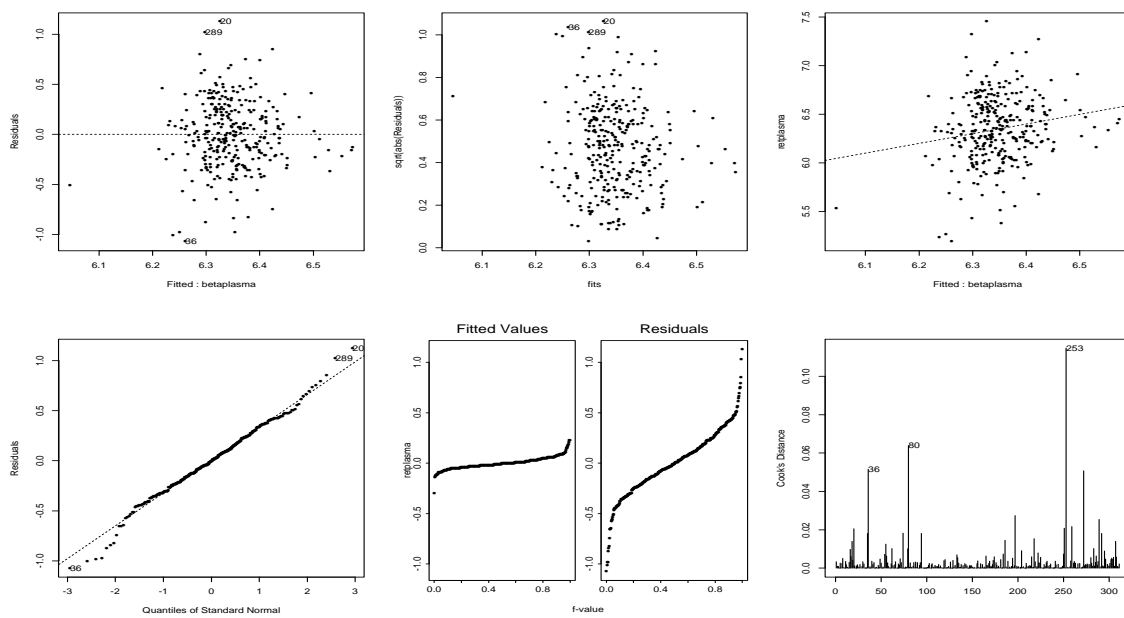 20
289
36
Residuals
-1.0 -0.5 0.0 0.5 1.0
6.1 6.2 6.3 6.4 6.5
Fitted : betaplasma
36
20
289
sqrt(abs(Residuals))
0.0 0.2 0.4 0.6 0.8 1.0
6.1 6.2 6.3 6.4 6.5
fits
retplasma
5.5 6.0 6.5 7.0 7.5
6.1 6.2 6.3 6.4 6.5
Fitted : betaplasma
20
289
36
Residuals
-1.0 -0.5 0.0 0.5 1.0
-3 -2 -1 0 1 2 3
Quantiles of Standard Normal
Fitted Values
Residuals
retplasma
-1.0 0.0 0.5 1.0
-1.0 0.0 0.5 1.0
0.0 0.4 0.8
0.0 0.4 0.8
f-value
253
80
36
Cook's Distance
0.0 0.02 0.04 0.06 0.08 0.10
0 50 100 150 200 250 300